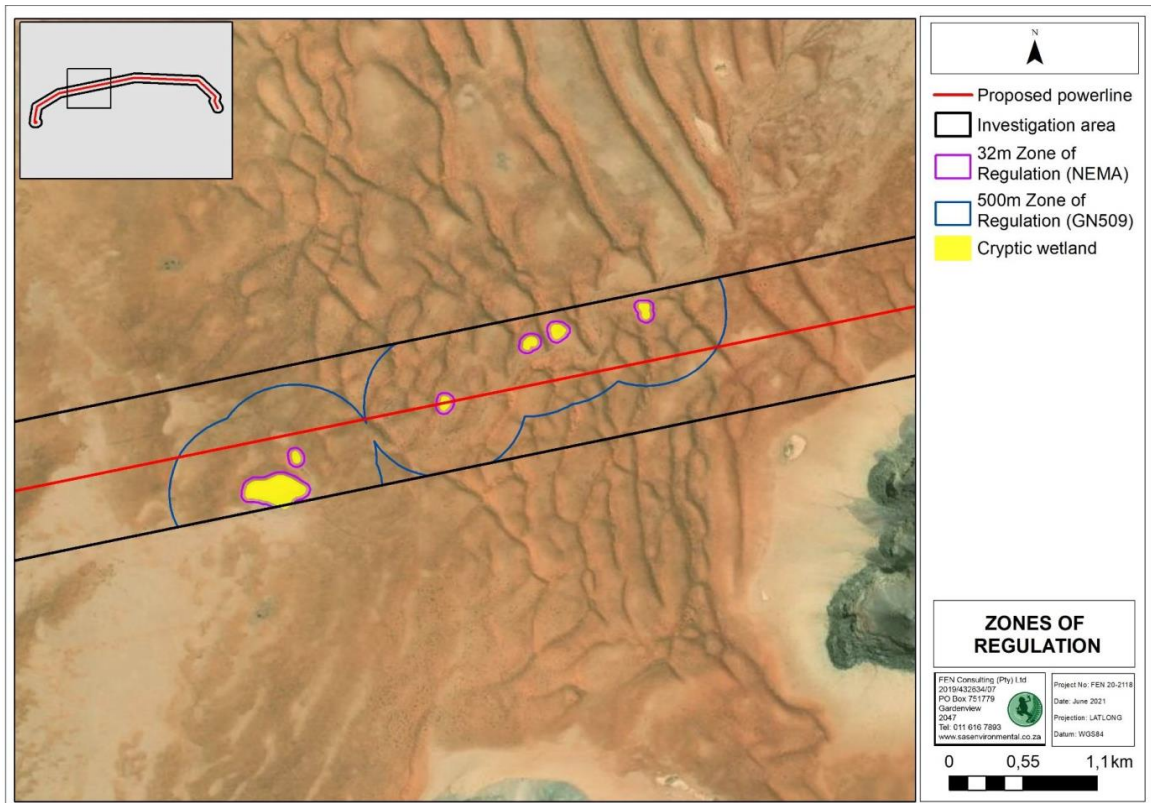 N
Proposed powerline
Investigation area
32m Zone of
Regulation (NEMA)
500m Zone of
Regulation (GN509)
Cryptic wetland
ZONES OF
REGULATION
FEN Consulting (Py) Ltd
2019/432634/07
PO Box 751779
Gardenview
2047
Tel: 011 616 7893
www.sasenvironmental.co.za
Project No: FEN 20-2118
Date: June 2021
Projection: LATLONG
Datum: WGS84
0 0,55 1,1km